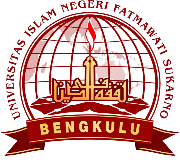 UNIVERSITAS ISLAM NEGERI FATMAWATI SUKARNO
BENGKULU